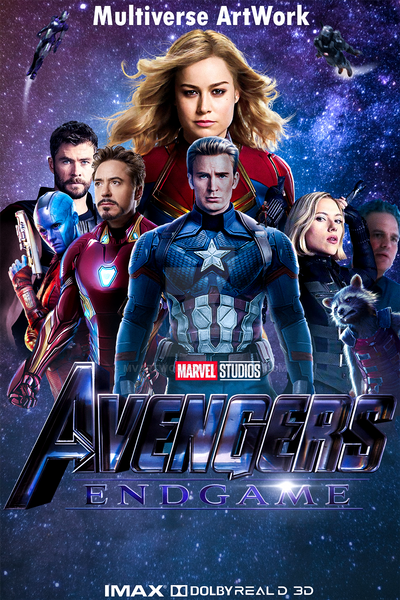 Multiverse ArtWork
MARVEL STUDIOS
AVENGERS
ENDGAME
IMAX DOLBY REAL D 3D